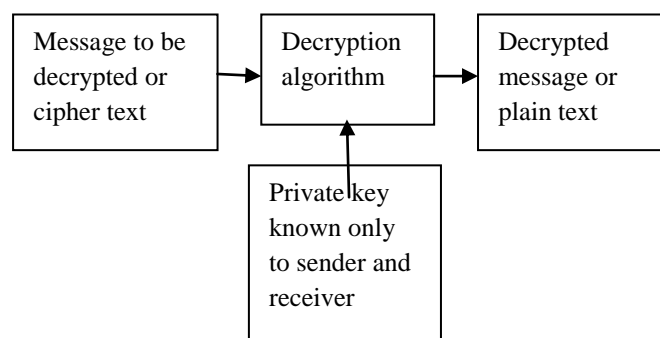 Message to be
decrypted or
cipher text
Decryption
algorithm
Decrypted
message or
plain text
Private key
known only
to sender and
receiver